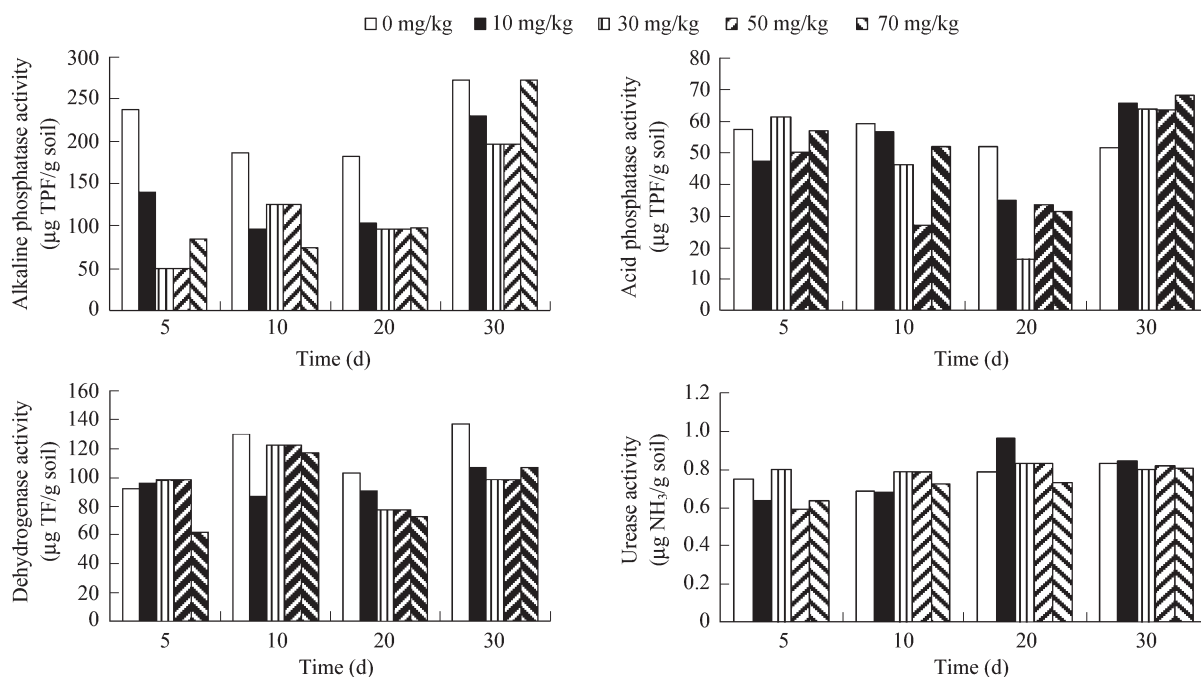 0 mg/kg 10 mg/kg 30 mg/kg 50 mg/kg 70 mg/kg
Alkaline phosphatase activity
(μg TPF/g soil)
300
250
200
150
100
50
0
5 10 20 30
Time (d)
Acid phosphatase activity
(μg TPF/g soil)
80
70
60
50
40
30
20
10
0
5 10 20 30
Time (d)
Dehydrogenase activity
(μg TF/g soil)
160
140
120
100
80
60
40
20
0
5 10 20 30
Time (d)
Urease activity
(μg NH₃/g soil)
1.2
1.0
0.8
0.6
0.4
0.2
0
5 10 20 30
Time (d)